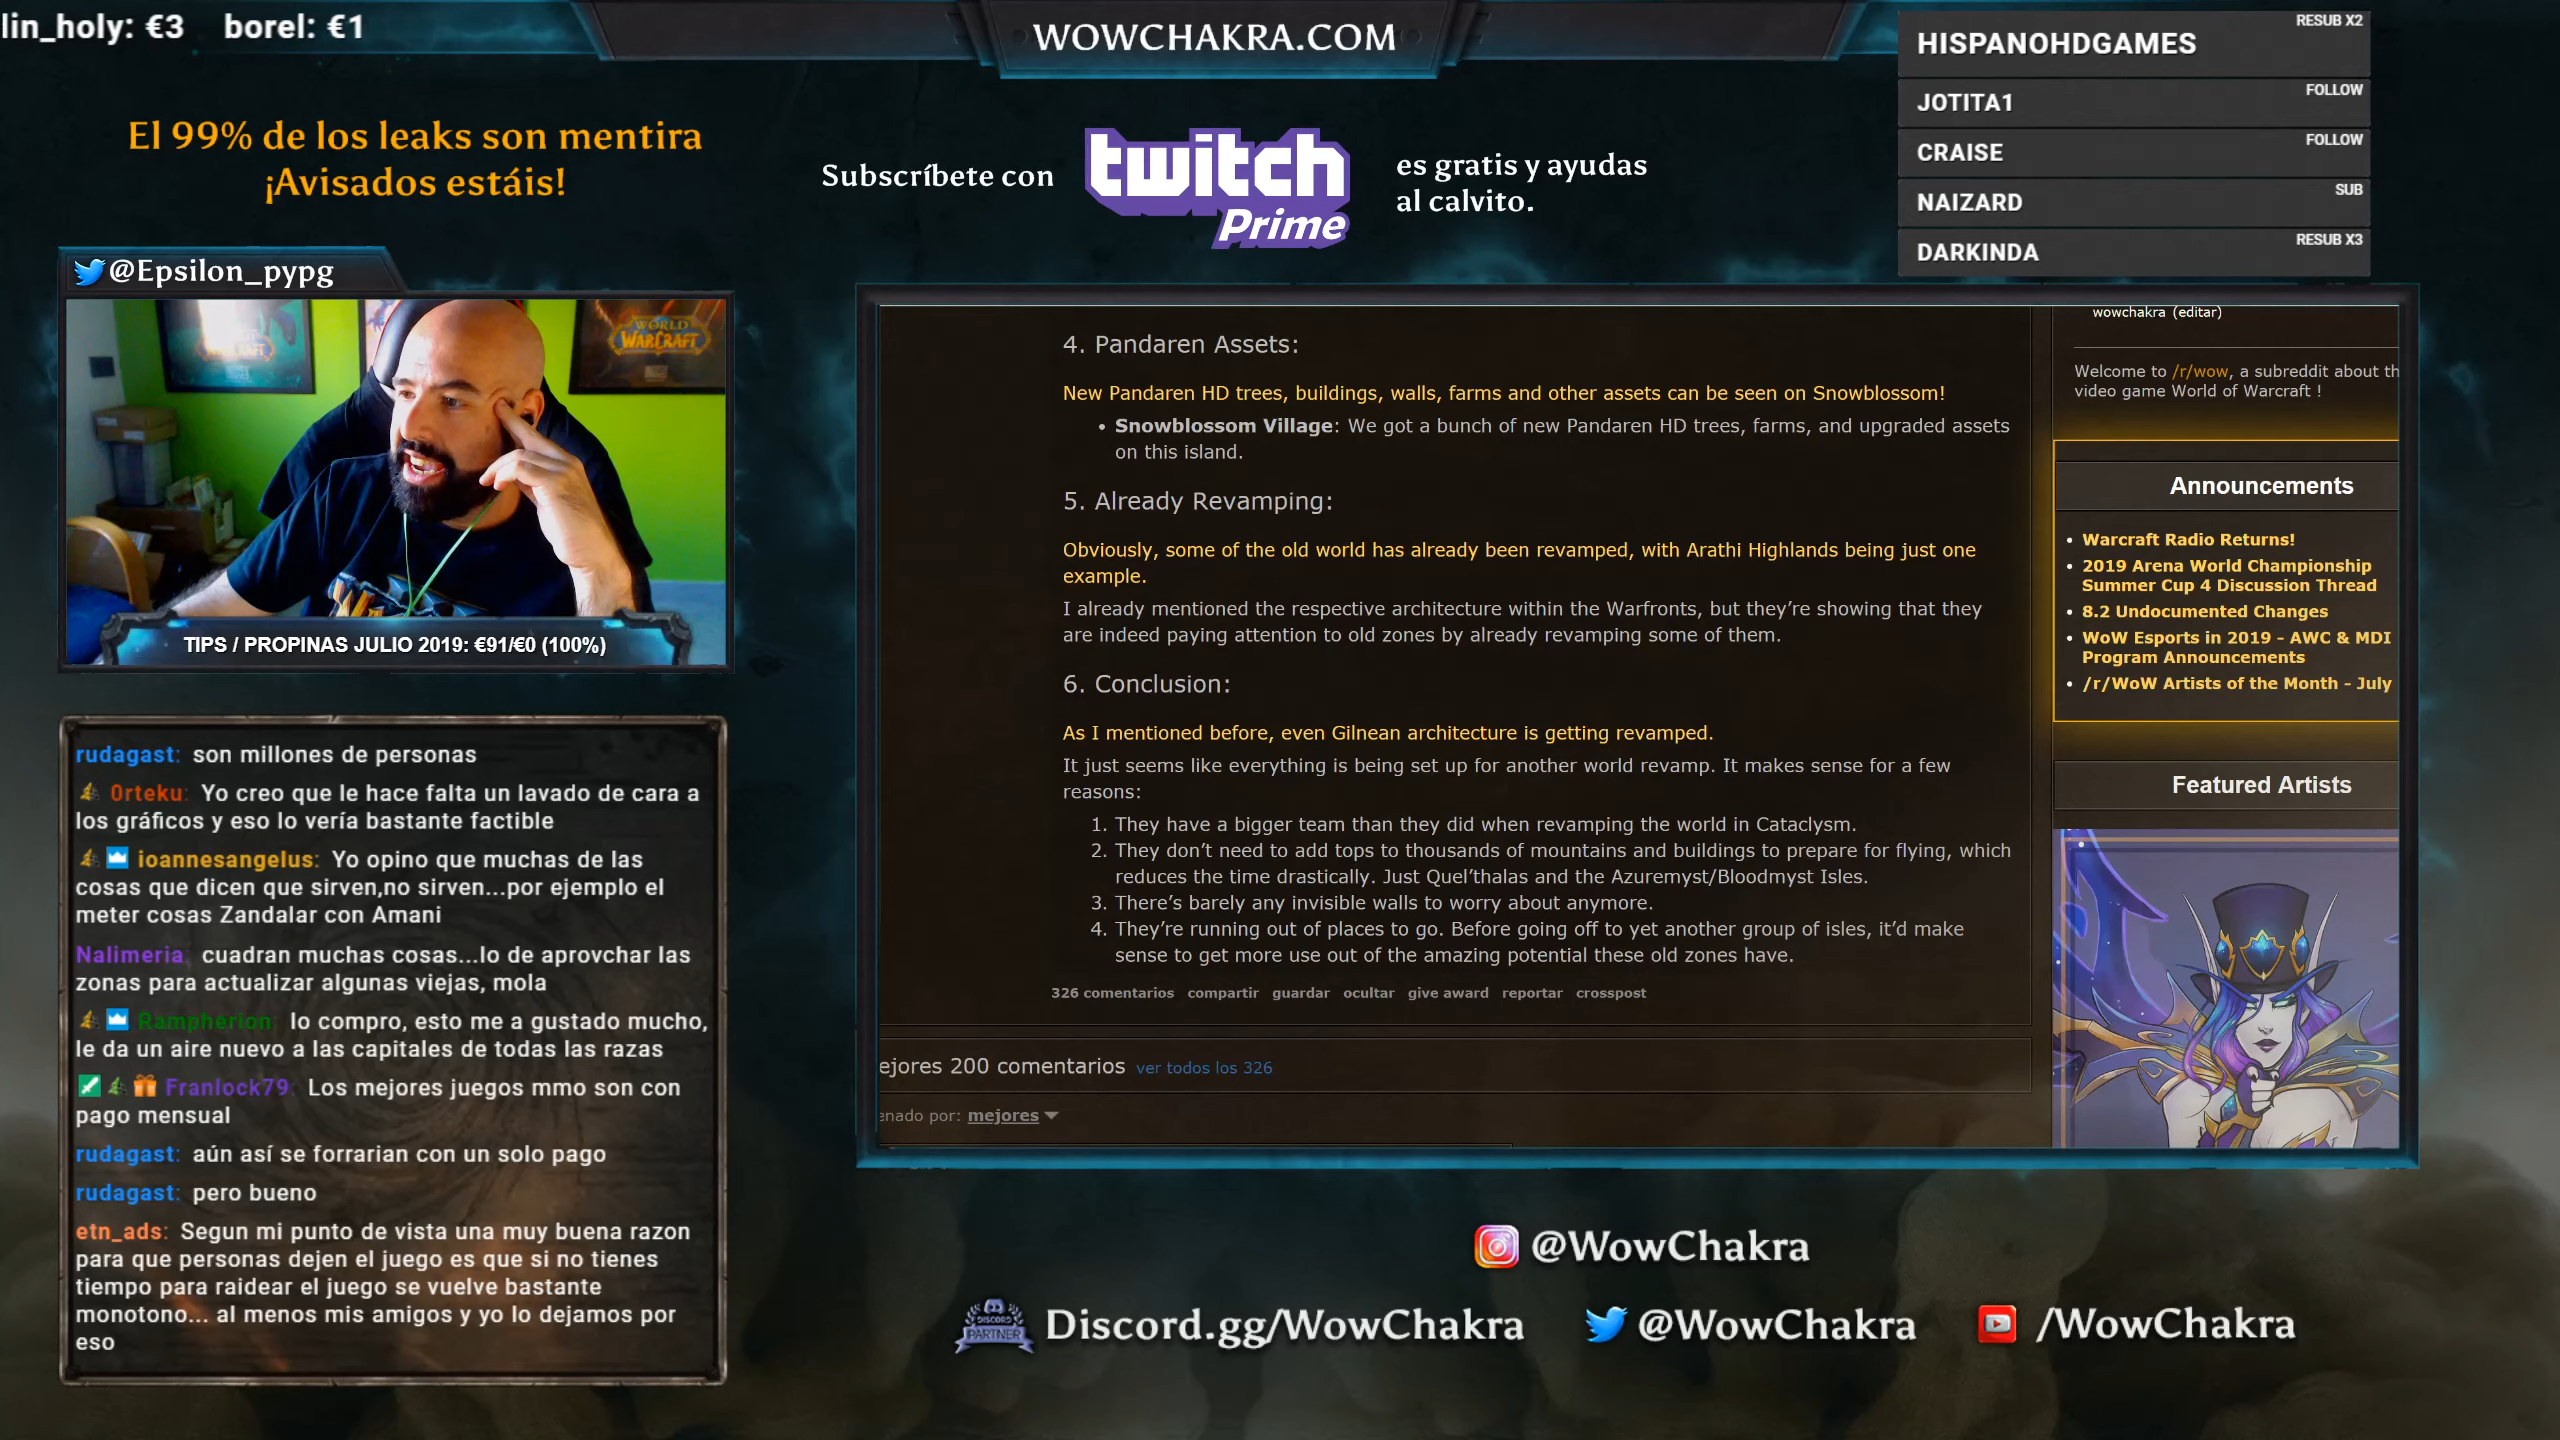 lin_holy: €3 borel: €1
WOWCHAKRA.COM
RESUB X2
HISPANOHDGAMES
FOLLOW
JOTITA1
FOLLOW
CRAISE
SUB
NAIZARD
RESUB X3
DARKINDA
El 99% de los leaks son mentira
¡Avisados estáis!
Subscríbete con
twitch
Prime
es gratis y ayudas
al calvito.
@Epsilon_pypg
WORLD
WARCRAFT
TIPS / PROPINAS JULIO 2019: €91/€0 (100%)
rudagast: son millones de personas
0rteku: Yo creo que le hace falta un lavado de cara a
los gráficos y eso lo vería bastante factible
ioannesangelus: Yo opino que muchas de las
cosas que dicen que sirven,no sirven...por ejemplo el
meter cosas Zandalar con Amani
Nalimeria: cuadran muchas cosas...lo de aprovchar las
zonas para actualizar algunas viejas, mola
Rampherion: lo compro, esto me a gustado mucho,
le da un aire nuevo a las capitales de todas las razas
Franlock79: Los mejores juegos mmo son con
pago mensual
rudagast: aún así se forrarian con un solo pago
rudagast: pero bueno
etn_ads: Segun mi punto de vista una muy buena razon
para que personas dejen el juego es que si no tienes
tiempo para raidear el juego se vuelve bastante
monotono... al menos mis amigos y yo lo dejamos por
eso
4. Pandaren Assets:
New Pandaren HD trees, buildings, walls, farms and other assets can be seen on Snowblossom!
• Snowblossom Village: We got a bunch of new Pandaren HD trees, farms, and upgraded assets
on this island.
5. Already Revamping:
Obviously, some of the old world has already been revamped, with Arathi Highlands being just one
example.
I already mentioned the respective architecture within the Warfronts, but they’re showing that they
are indeed paying attention to old zones by already revamping some of them.
6. Conclusion:
As I mentioned before, even Gilnean architecture is getting revamped.
It just seems like everything is being set up for another world revamp. It makes sense for a few
reasons:
1. They have a bigger team than they did when revamping the world in Cataclysm.
2. They don’t need to add tops to thousands of mountains and buildings to prepare for flying, which
reduces the time drastically. Just Quel’thalas and the Azuremyst/Bloodmyst Isles.
3. There’s barely any invisible walls to worry about anymore.
4. They’re running out of places to go. Before going off to yet another group of isles, it’d make
sense to get more use out of the amazing potential these old zones have.
326 comentarios compartir guardar ocultar give award reportar crosspost
ejores 200 comentarios ver todos los 326
enado por: mejores
wowchakra (editar)
Welcome to /r/wow, a subreddit about th
video game World of Warcraft !
Announcements
• Warcraft Radio Returns!
• 2019 Arena World Championship
Summer Cup 4 Discussion Thread
• 8.2 Undocumented Changes
• WoW Esports in 2019 - AWC & MDI
Program Announcements
• /r/WoW Artists of the Month - July
Featured Artists
@WowChakra
DISCORD
PARTNER
Discord.gg/WowChakra
@WowChakra
/WowChakra